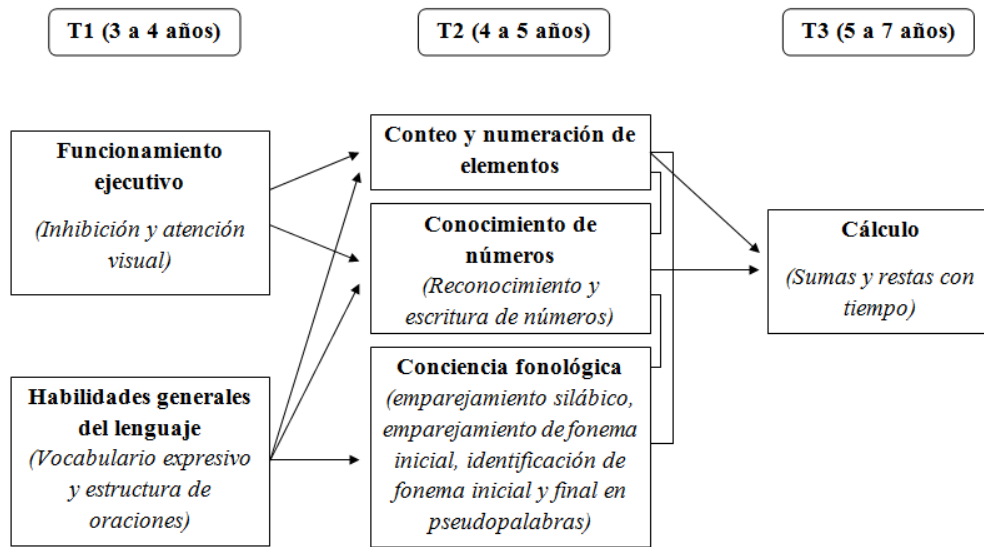 T1 (3 a 4 años)
T2 (4 a 5 años)
T3 (5 a 7 años)
Funcionamiento
ejecutivo
(Inhibición y atención
visual)
Habilidades generales
del lenguaje
(Vocabulario expresivo
y estructura de
oraciones)
Conteo y numeración de
elementos
Conocimiento de
números
(Reconocimiento y
escritura de números)
Conciencia fonológica
(emparejamiento silábico,
emparejamiento de fonema
inicial, identificación de
fonema inicial y final en
pseudopalabras)
Cálculo
(Sumas y restas con
tiempo)